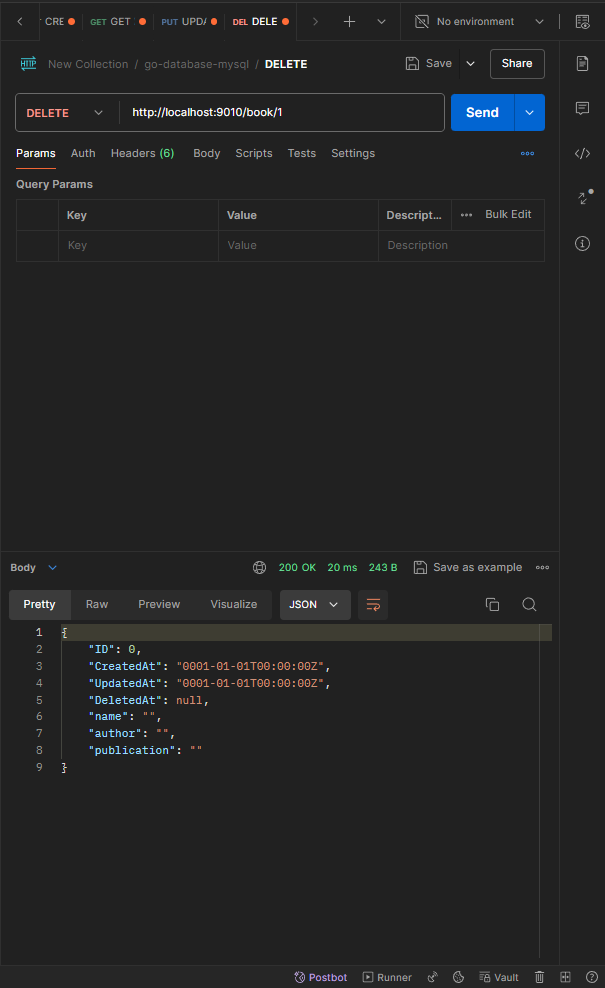 CRE GET GET PUT UPDA DEL DELE No environment
HTTP New Collection / go-database-mysql / DELETE Save Share
DELETE http://localhost:9010/book/1 Send
Params Auth Headers (6) Body Scripts Tests Settings
Query Params
Key Value Descript... Bulk Edit
Key Value Description
Body 200 OK 20 ms 243 B Save as example
Pretty Raw Preview Visualize JSON
1 {
2 "ID": 0,
3 "CreatedAt": "0001-01-01T00:00:00Z",
4 "UpdatedAt": "0001-01-01T00:00:00Z",
5 "DeletedAt": null,
6 "name": "",
7 "author": "",
8 "publication": ""
9 }
Postbot Runner Vault